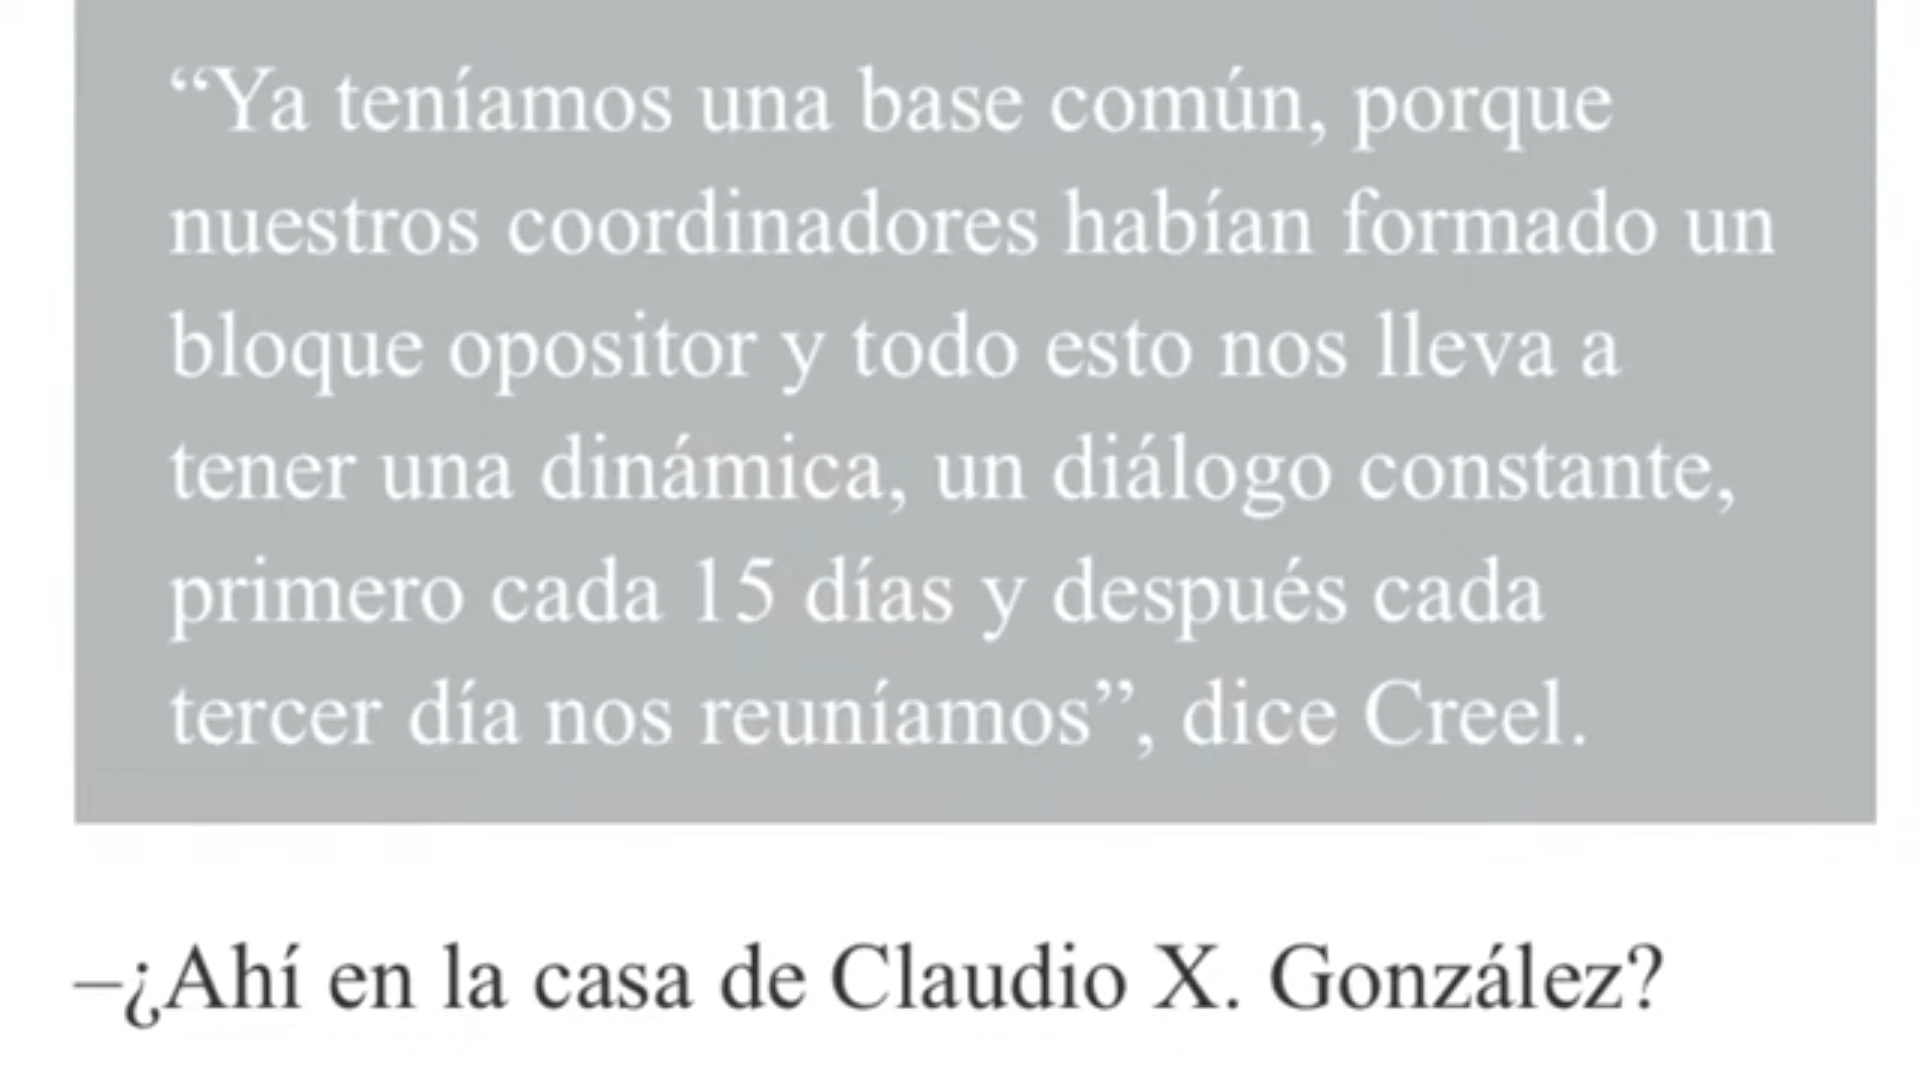 “Ya teníamos una base común, porque
nuestros coordinadores habían formado un
bloque opositor y todo esto nos lleva a
tener una dinámica, un diálogo constante,
primero cada 15 días y después cada
tercer día nos reuníamos”, dice Creel.
–¿Ahí en la casa de Claudio X. González?